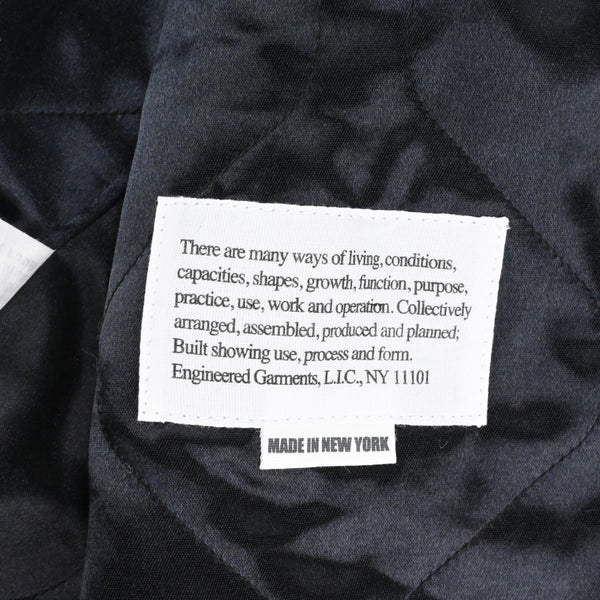 There are many ways of living, conditions,
capacities, shapes, growth, function, purpose,
practice, use, work and operation. Collectively
arranged, assembled, produced and planned;
Built showing use, process and form.
Engineered Garments, L.I.C., NY 11101
MADE IN NEW YORK